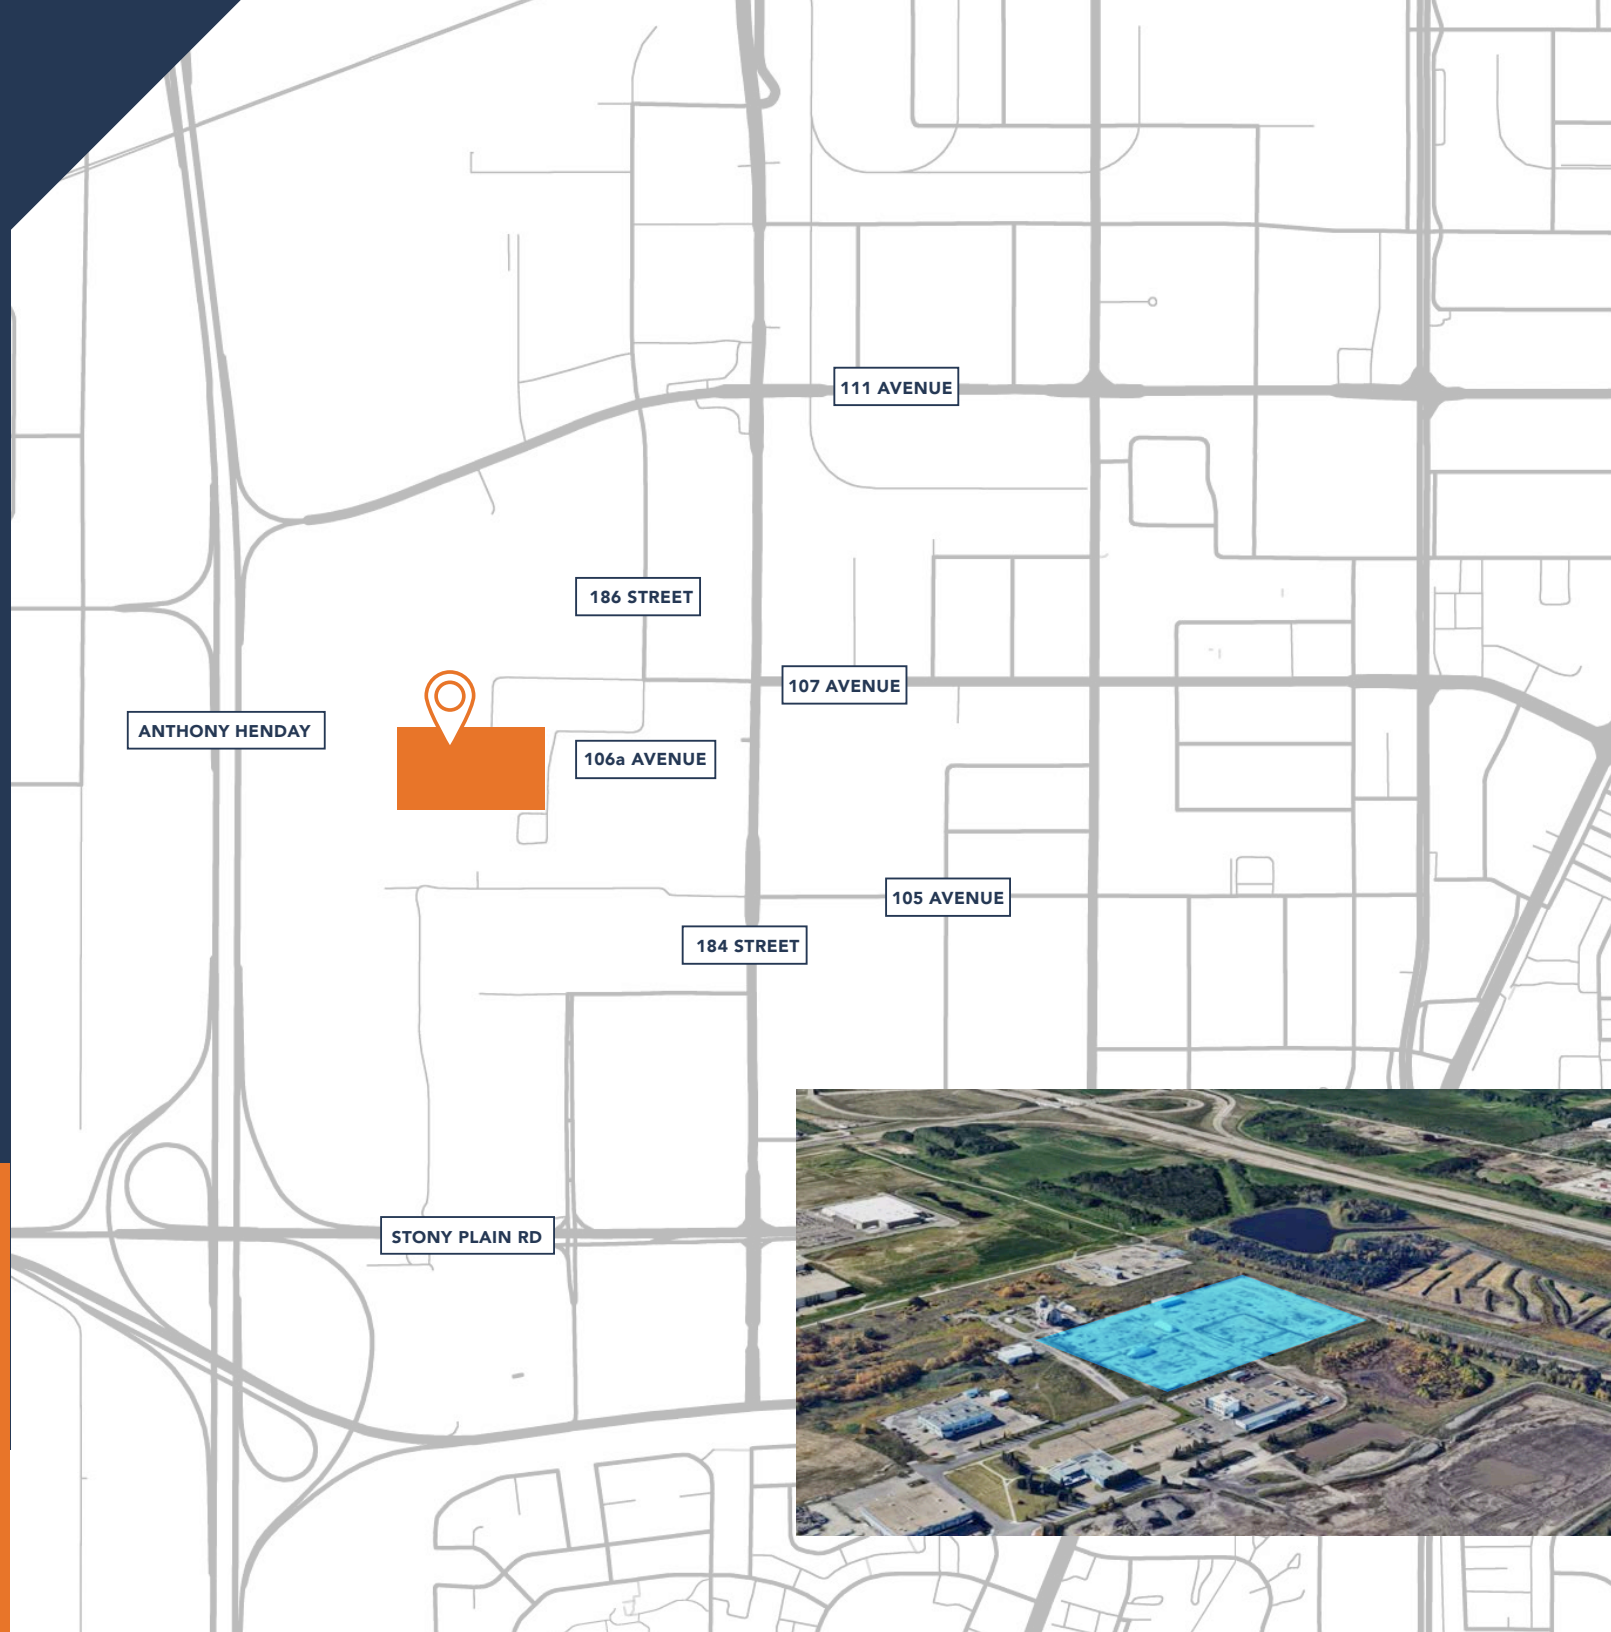 111 AVENUE
186 STREET
107 AVENUE
ANTHONY HENDAY
106a AVENUE
105 AVENUE
184 STREET
STONY PLAIN RD